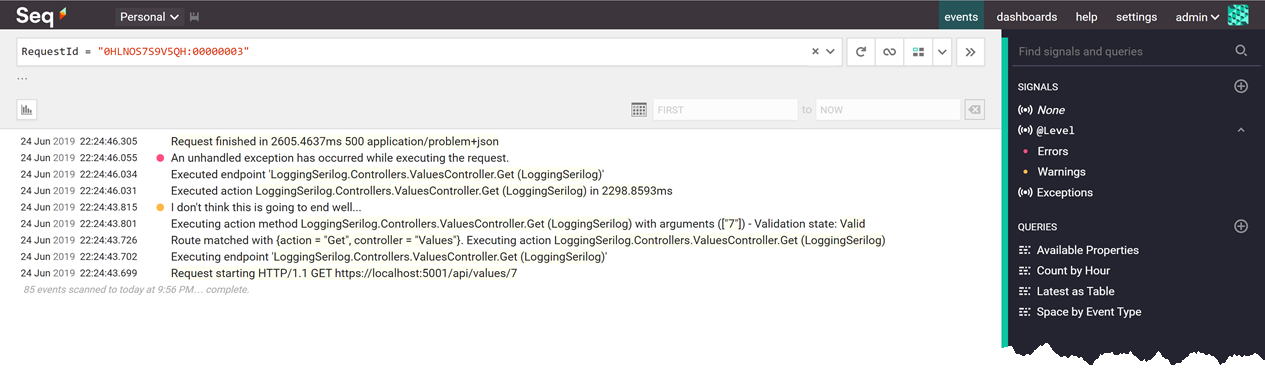 Seq
Personal
events dashboards help settings admin
RequestId = "0HLNOS7S9V5QH:00000003"
...
FIRST to NOW
24 Jun 2019 22:24:46.305 Request finished in 2605.4637ms 500 application/problem+json
24 Jun 2019 22:24:46.055 An unhandled exception has occurred while executing the request.
24 Jun 2019 22:24:46.034 Executed endpoint 'LoggingSerilog.Controllers.ValuesController.Get (LoggingSerilog)'
24 Jun 2019 22:24:46.031 Executed action LoggingSerilog.Controllers.ValuesController.Get (LoggingSerilog) in 2298.8593ms
24 Jun 2019 22:24:43.815 I don't think this is going to end well...
24 Jun 2019 22:24:43.801 Executing action method LoggingSerilog.Controllers.ValuesController.Get (LoggingSerilog) with arguments (["7"]) - Validation state: Valid
24 Jun 2019 22:24:43.726 Route matched with {action = "Get", controller = "Values"}. Executing action LoggingSerilog.Controllers.ValuesController.Get (LoggingSerilog)
24 Jun 2019 22:24:43.702 Executing endpoint 'LoggingSerilog.Controllers.ValuesController.Get (LoggingSerilog)'
24 Jun 2019 22:24:43.699 Request starting HTTP/1.1 GET https://localhost:5001/api/values/7
85 events scanned to today at 9:56 PM... complete.
Find signals and queries
SIGNALS
None
@Level
Errors
Warnings
Exceptions
QUERIES
Available Properties
Count by Hour
Latest as Table
Space by Event Type